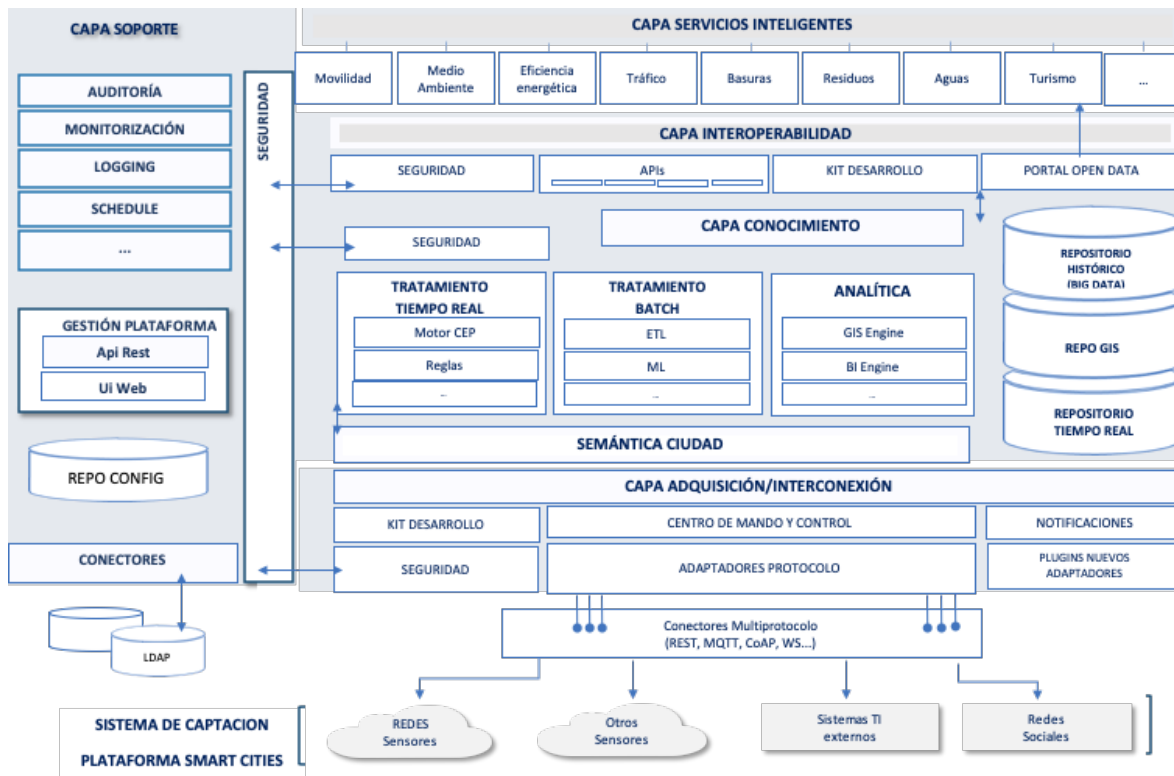 CAPA SOPORTE
AUDITORÍA
MONITORIZACIÓN
LOGGING
SCHEDULE
...
GESTIÓN PLATAFORMA
Api Rest
Ui Web
REPO CONFIG
CONECTORES
LDAP
SEGURIDAD
CAPA SERVICIOS INTELIGENTES
Movilidad
Medio
Ambiente
Eficiencia
energética
Tráfico
Basuras
Residuos
Aguas
Turismo
...
CAPA INTEROPERABILIDAD
SEGURIDAD
APIs
KIT DESARROLLO
PORTAL OPEN DATA
CAPA CONOCIMIENTO
SEGURIDAD
TRATAMIENTO
TIEMPO REAL
Motor CEP
Reglas
...
TRATAMIENTO
BATCH
ETL
ML
...
ANALÍTICA
GIS Engine
BI Engine
...
REPOSITORIO
HISTÓRICO
(BIG DATA)
REPO GIS
REPOSITORIO
TIEMPO REAL
SEMÁNTICA CIUDAD
CAPA ADQUISICIÓN/INTERCONEXIÓN
KIT DESARROLLO
CENTRO DE MANDO Y CONTROL
NOTIFICACIONES
SEGURIDAD
ADAPTADORES PROTOCOLO
PLUGINS NUEVOS
ADAPTADORES
Conectores Multiprotocolo
(REST, MQTT, CoAP, WS...)
SISTEMA DE CAPTACION
PLATAFORMA SMART CITIES
REDES
Sensores
Otros
Sensores
Sistemas TI
externos
Redes
Sociales